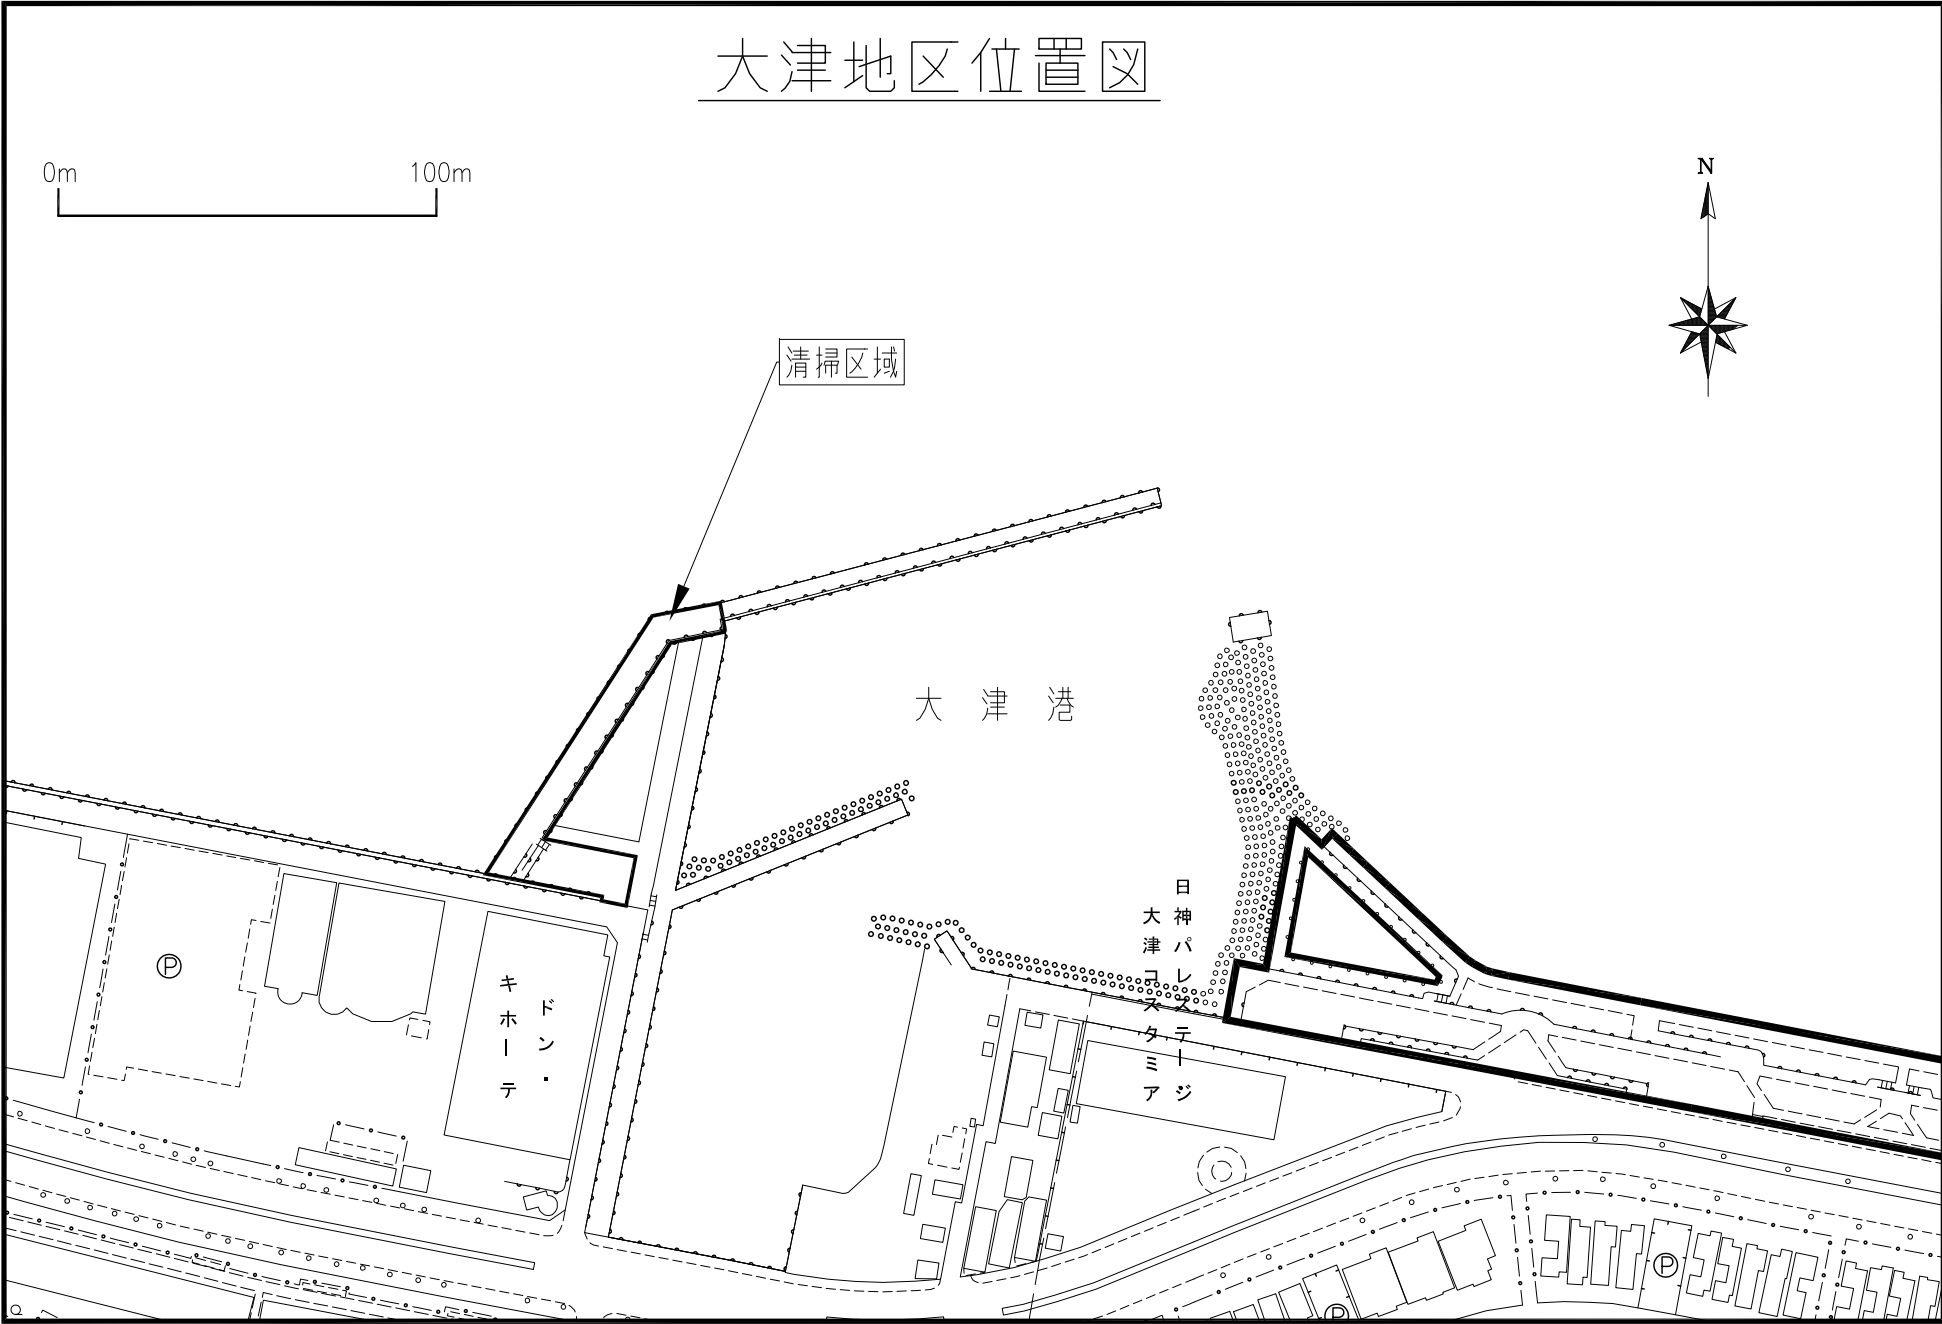 大津地区位置図
0m
100m
N
清掃区域
大津港
日神パレステージ
大津コスタミア
ドン・
キホーテ
P
P
P